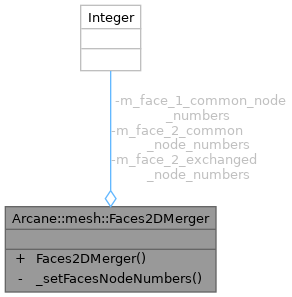 Integer
-m_face_1_common_node
_numbers
-m_face_2_common
_node_numbers
-m_face_2_exchanged
_node_numbers
Arcane::mesh::Faces2DMerger
+ Faces2DMerger()
- _setFacesNodeNumbers()